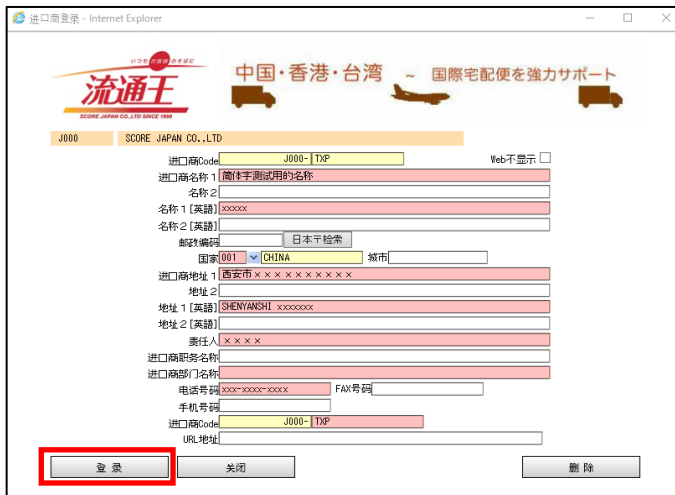 进口商登录 - Internet Explorer
いつもお客様のそばに
流通王
SCORE JAPAN CO.,LTD SINCE 1968
中国・香港・台湾 ~ 国際宅配便を強力サポート
J000 SCORE JAPAN CO.,LTD
进口商Code J000- TXP Web不显示
进口商名称1 简体字测试用的名称
名称2
名称1[英語] xxxxx
名称2[英語]
邮政编码 日本〒检索
国家 001 CHINA 城市
进口商地址1 西安市××××××××××
地址2
地址1[英語] SHENYANSHI xxxxxxx
地址2[英語]
责任人 ××××
进口商职务名称
进口商部门名称
电话号码 xxx-xxxx-xxxx FAX号码
手机号码
进口商Code J000- TXP
URL地址
登录 关闭 删除